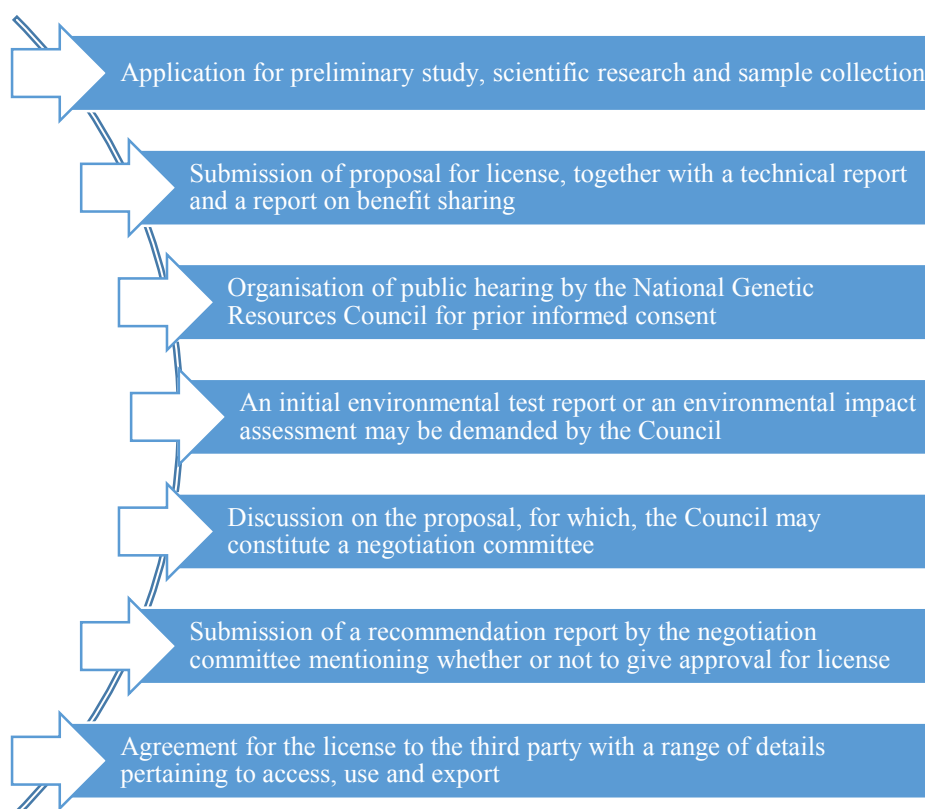 Application for preliminary study, scientific research and sample collection
Submission of proposal for license, together with a technical report
and a report on benefit sharing
Organisation of public hearing by the National Genetic
Resources Council for prior informed consent
An initial environmental test report or an environmental impact
assessment may be demanded by the Council
Discussion on the proposal, for which, the Council may
constitute a negotiation committee
Submission of a recommendation report by the negotiation
committee mentioning whether or not to give approval for license
Agreement for the license to the third party with a range of details
pertaining to access, use and export